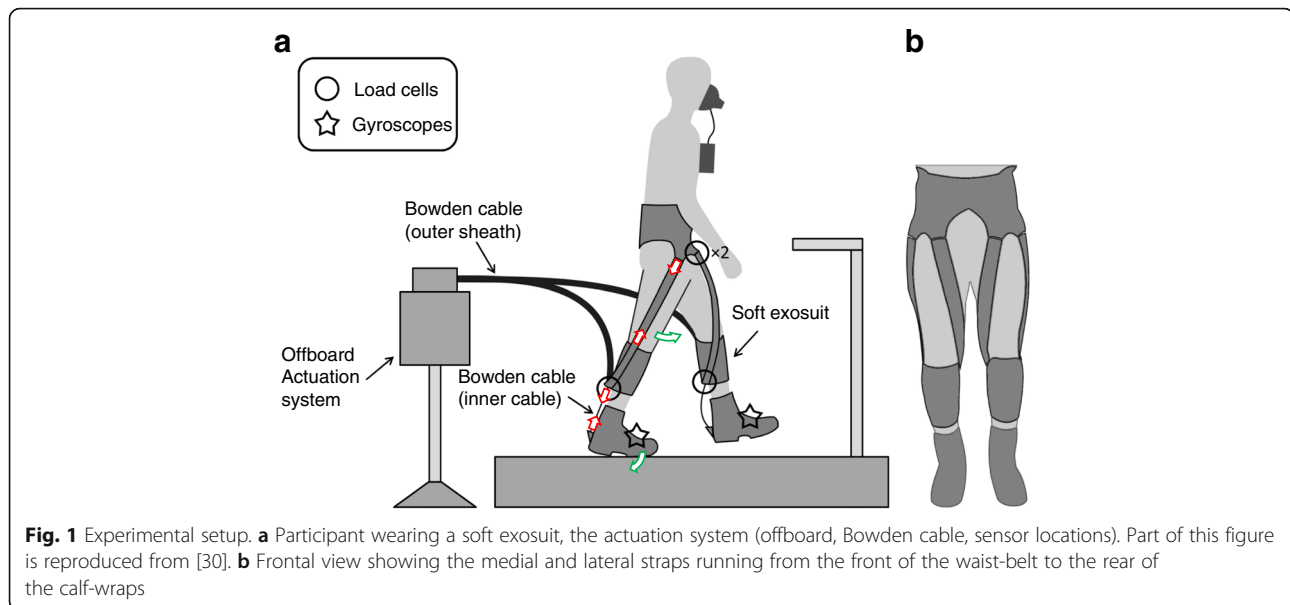 a
b
Load cells
Gyroscopes
Bowden cable
(outer sheath)
×2
Soft exosuit
Offboard
Actuation
system
Bowden cable
(inner cable)
Fig. 1 Experimental setup. a Participant wearing a soft exosuit, the actuation system (offboard, Bowden cable, sensor locations). Part of this figure
is reproduced from [30]. b Frontal view showing the medial and lateral straps running from the front of the waist-belt to the rear of
the calf-wraps